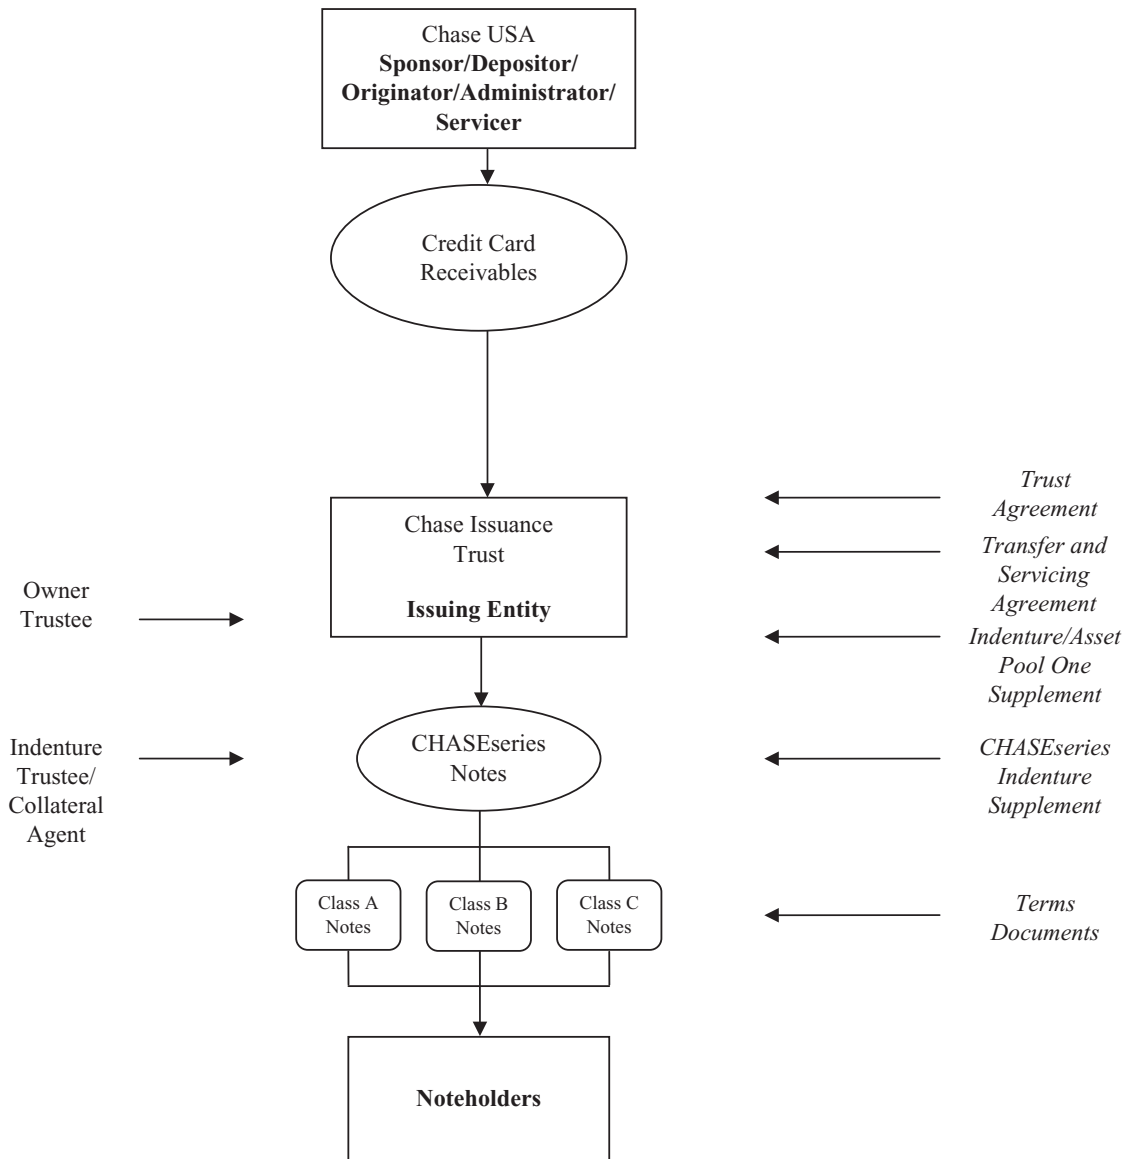 Chase USA
Sponsor/Depositor/
Originator/Administrator/
Servicer
Credit Card
Receivables
Trust
Agreement
Chase Issuance
Trust
Issuing Entity
Transfer and
Servicing
Agreement
Owner
Trustee
Indenture/Asset
Pool One
Supplement
Indenture
Trustee/
Collateral
Agent
CHASEseries
Notes
CHASEseries
Indenture
Supplement
Class A
Notes
Class B
Notes
Class C
Notes
Terms
Documents
Noteholders